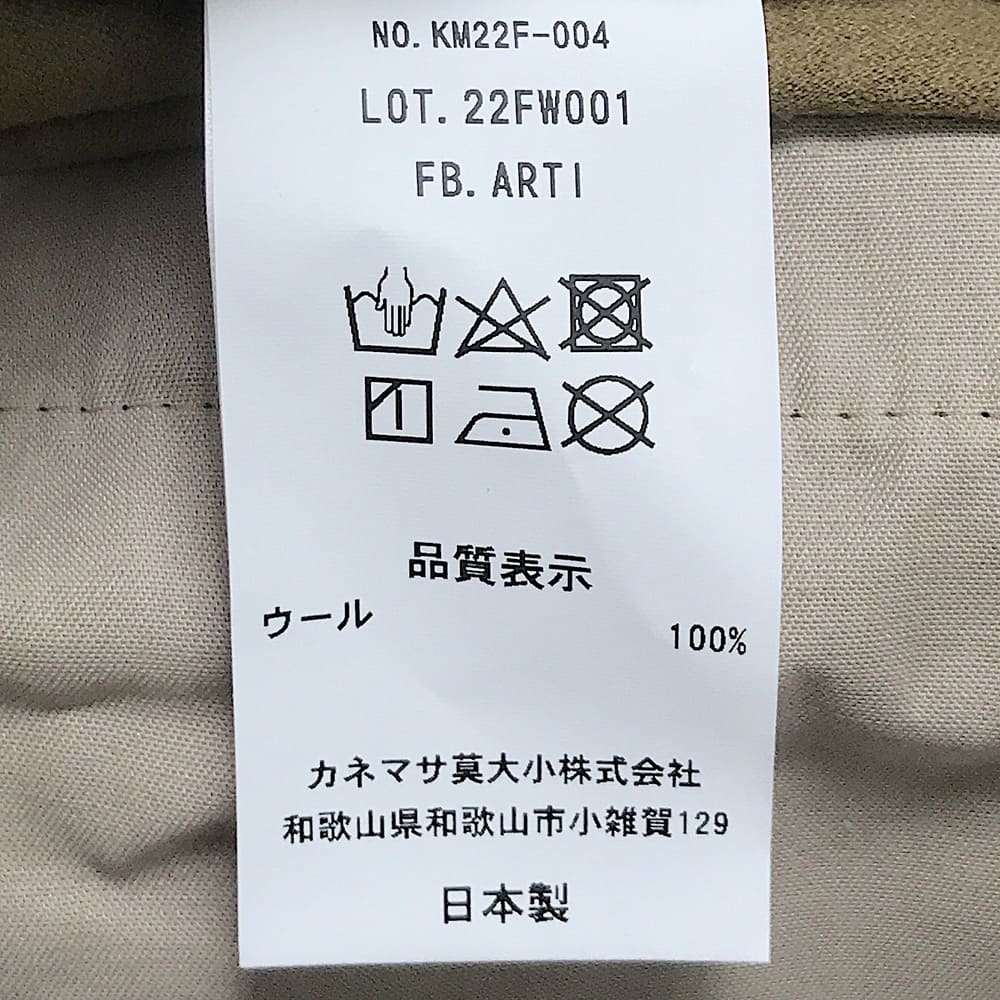 NO. KM22F-004
LOT. 22FW001
FB. ARTI
品質表示
ウール 100%
カネマサ莫大小株式会社
和歌山県和歌山市小雑賀129
日本製